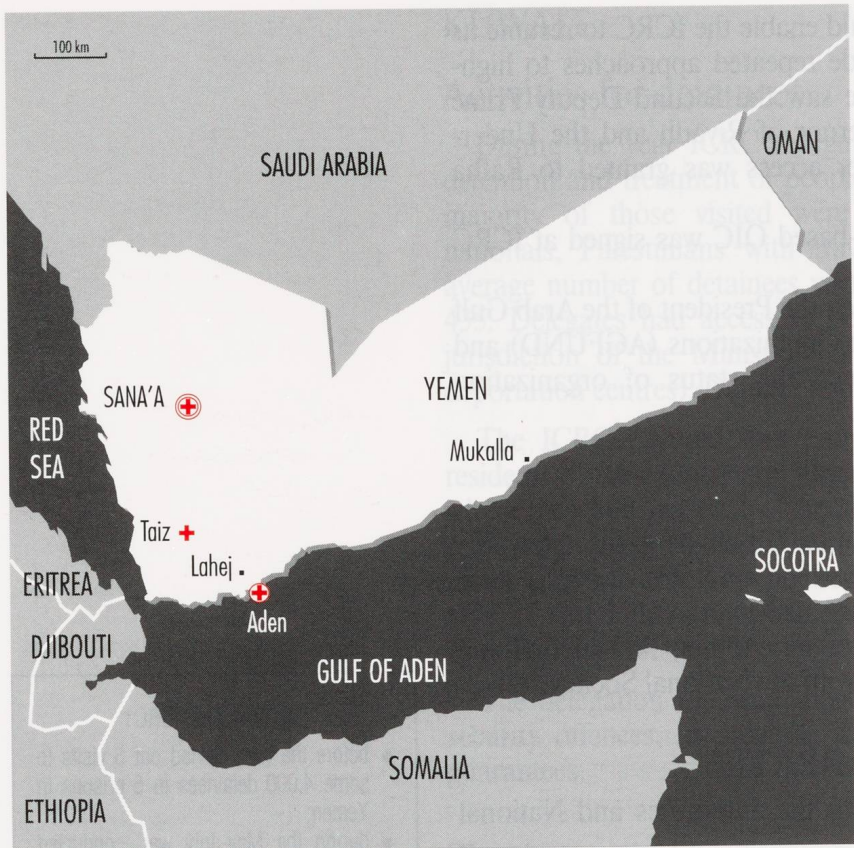 100 km
SAUDI ARABIA
OMAN
SANA'A
YEMEN
RED
SEA
Mukalla
Taiz
Lahej
SOCOTRA
ERITREA
Aden
DJIBOUTI
GULF OF ADEN
SOMALIA
ETHIOPIA